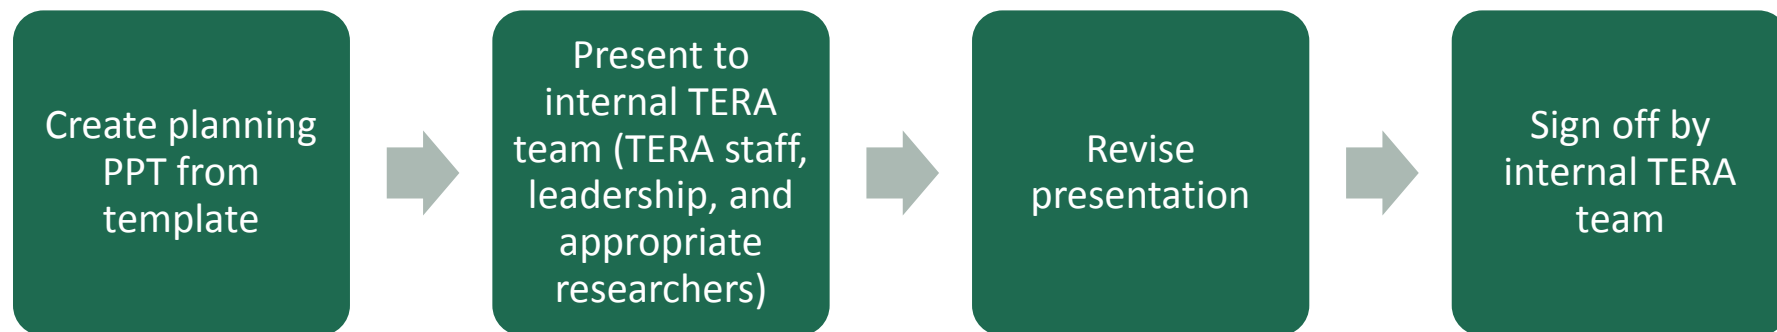 Create planning
PPT from
template
Present to
internal TERA
team (TERA staff,
leadership, and
appropriate
researchers)
Revise
presentation
Sign off by
internal TERA
team